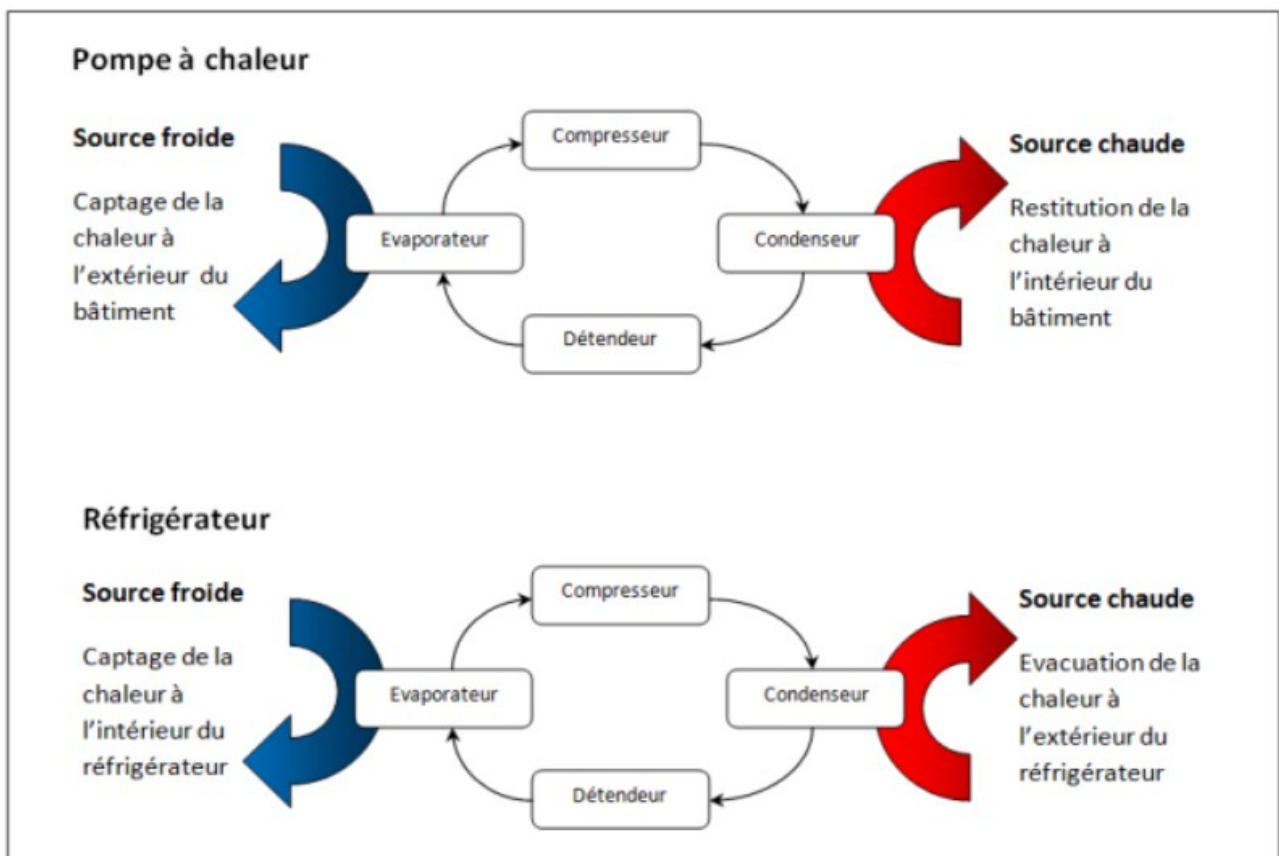 Pompe à chaleur
Source froide
Captage de la
chaleur à
l'extérieur du
bâtiment
Evaporateur
Compresseur
Condenseur
Détendeur
Source chaude
Restitution de la
chaleur à
l'intérieur du
bâtiment
Réfrigérateur
Source froide
Captage de la
chaleur à
l'intérieur du
réfrigérateur
Evaporateur
Compresseur
Condenseur
Détendeur
Source chaude
Evacuation de la
chaleur à
l'extérieur du
réfrigérateur